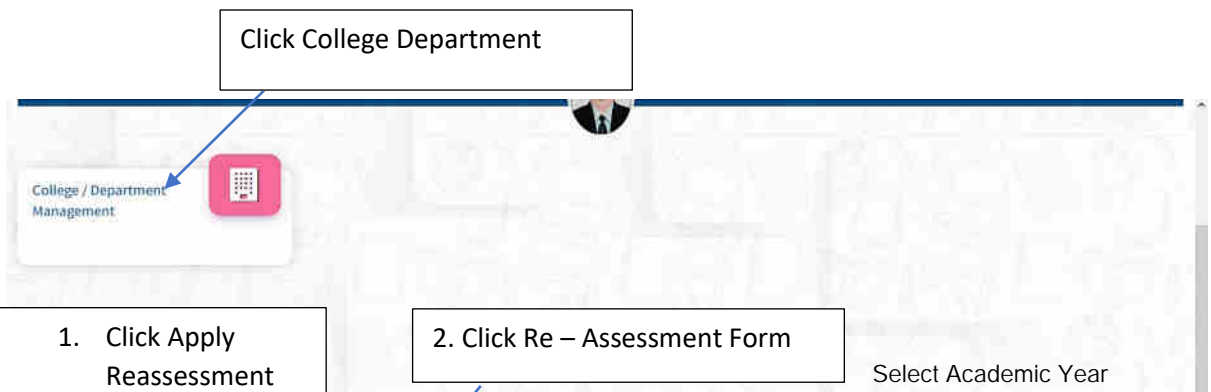 Click College Department
College / Department
Management
1. Click Apply
Reassessment
2. Click Re – Assessment Form
Select Academic Year